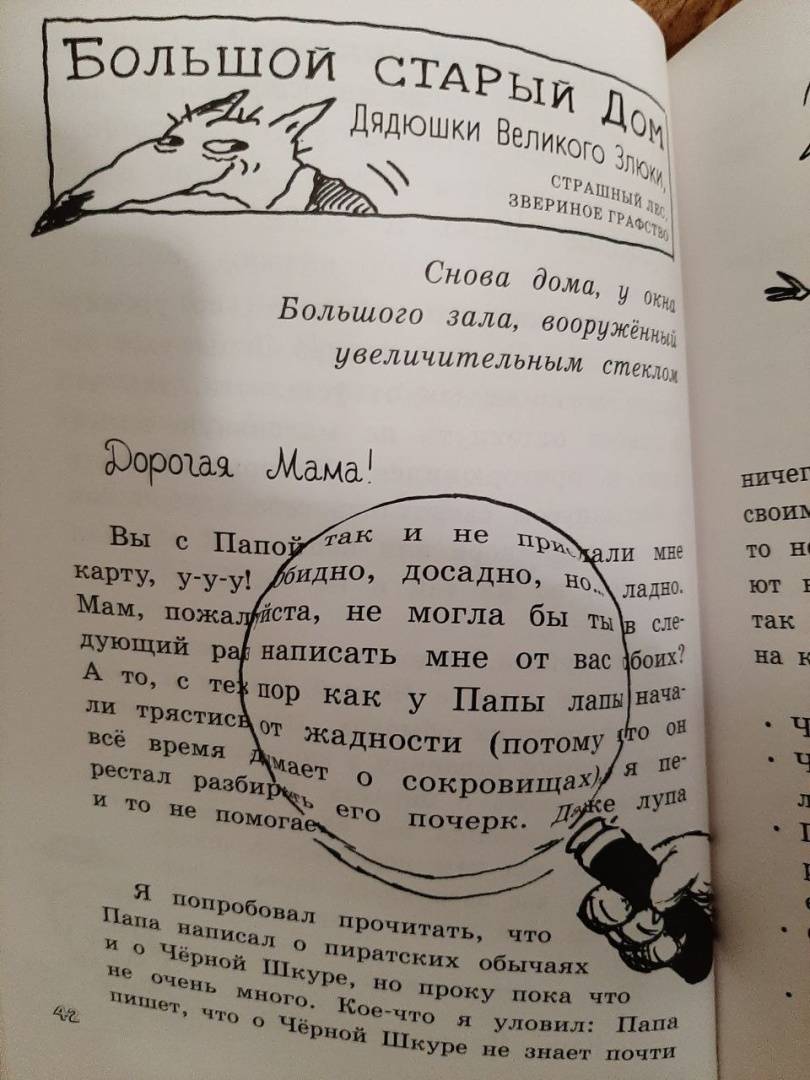 БОЛЬШОЙ СТАРЫЙ ДОМ
ДЯДЮШКИ ВЕЛИКОГО ЗЛЮКИ,
СТРАШНЫЙ ЛЕС,
ЗВЕРИНОЕ ГРАФСТВО
Снова дома, у окна
Большого зала, вооружённый
увеличительным стеклом
Дорогая Мама!
Вы с Папой так и не прислали мне
карту, у-у-у! Обидно, досадно, но... ладно.
Мам, пожалуйста, не могла бы ты в сле-
дующий раз написать мне от вас обоих?
А то, с тех пор как у Папы лапы нача-
ли трястись от жадности (потому что он
всё время думает о сокровищах), я пе-
рестал разбирать его почерк. Даже лупа
и то не помогает.
Я попробовал прочитать, что
Папа написал о пиратских обычаях
и о Чёрной Шкуре, но проку пока что
не очень много. Кое-что я уловил: Папа
пишет, что о Чёрной Шкуре не знает почти
42
ничег
своим
то не
ют в
так
на к
• Ч
• Ч